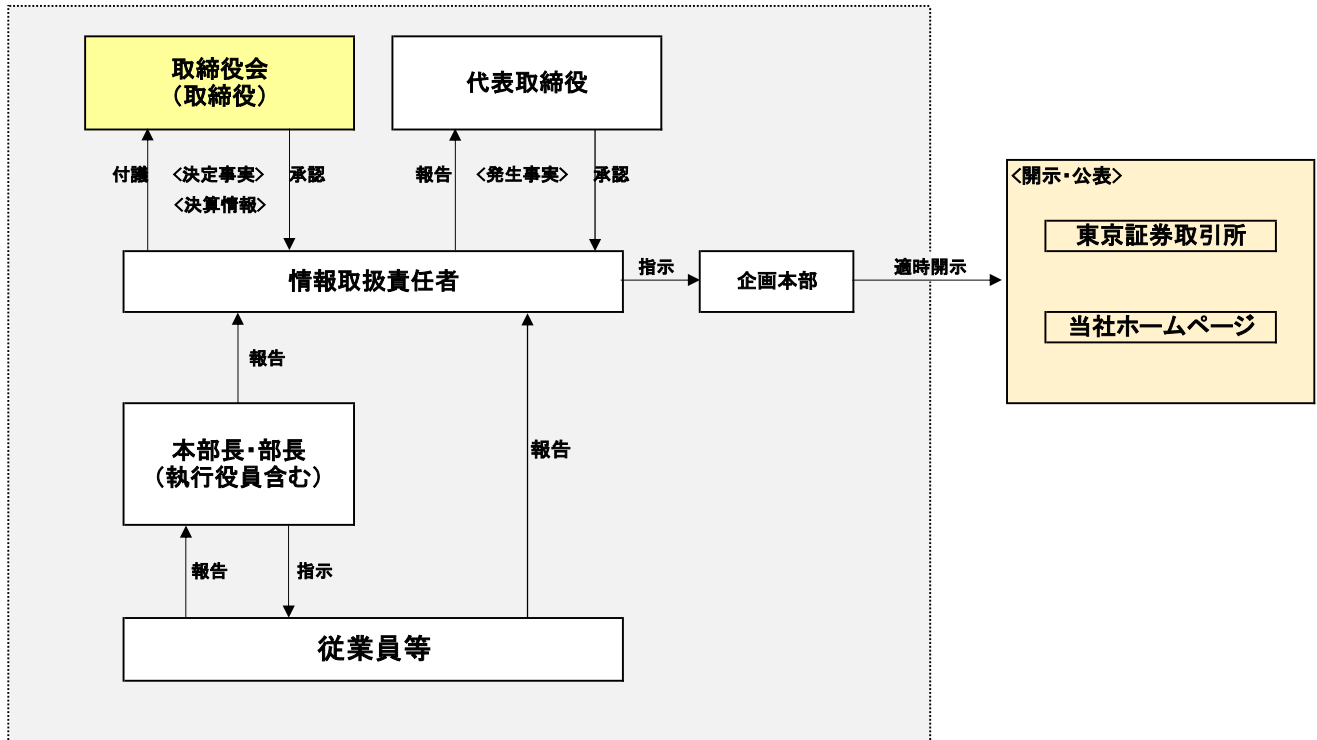 取締役会
（取締役）
代表取締役
付議
<決定事実>
<決算情報>
承認
報告
<発生事実>
承認
<開示・公表>
東京証券取引所
当社ホームページ
情報取扱責任者
指示
企画本部
適時開示
報告
本部長・部長
（執行役員含む）
報告
報告
指示
従業員等